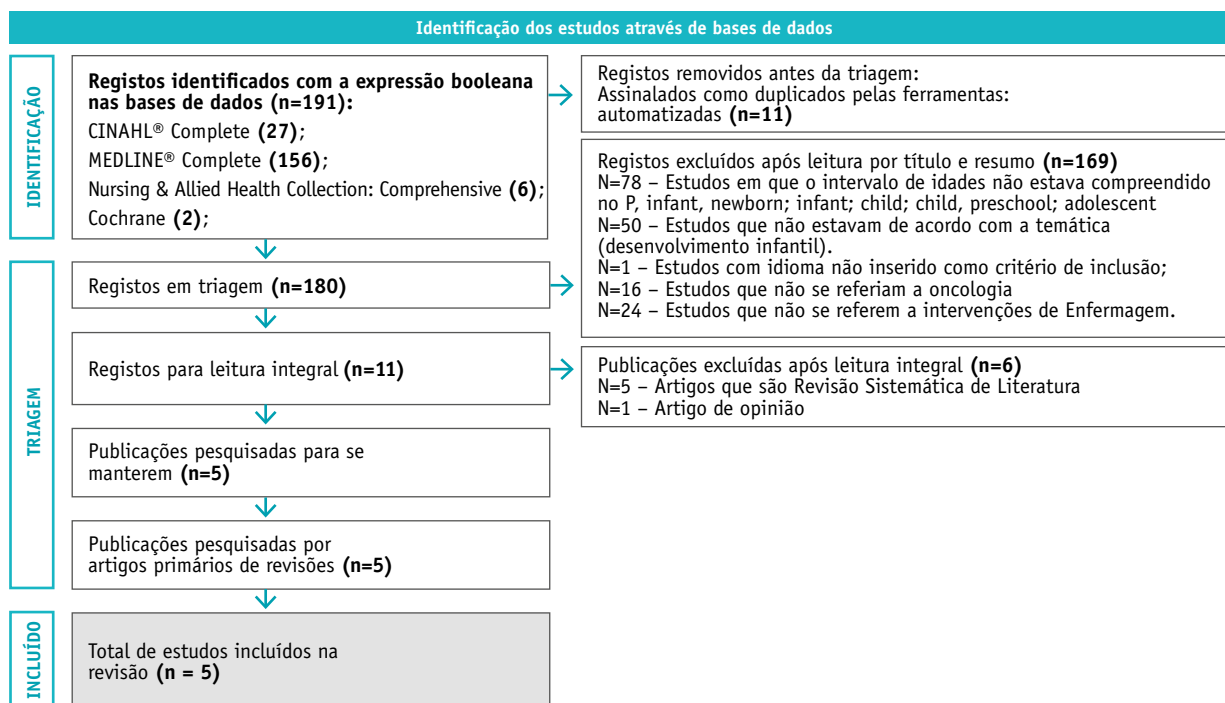 Identificação dos estudos através de bases de dados
IDENTIFICAÇÃO
Registos identificados com a expressão booleana
nas bases de dados (n=191):
CINAHL® Complete (27);
MEDLINE® Complete (156);
Nursing & Allied Health Collection: Comprehensive (6);
Cochrane (2);
Registos removidos antes da triagem:
Assinalados como duplicados pelas ferramentas:
automatizadas (n=11)
TRIAGEM
Registos em triagem (n=180)
Registos excluídos após leitura por título e resumo (n=169)
N=78 – Estudos em que o intervalo de idades não estava compreendido
no P, infant, newborn; infant; child; child, preschool; adolescent
N=50 – Estudos que não estavam de acordo com a temática
(desenvolvimento infantil).
N=1 – Estudos com idioma não inserido como critério de inclusão;
N=16 – Estudos que não se referiam a oncologia
N=24 – Estudos que não se referem a intervenções de Enfermagem.
Registos para leitura integral (n=11)
Publicações excluídas após leitura integral (n=6)
N=5 – Artigos que são Revisão Sistemática de Literatura
N=1 – Artigo de opinião
Publicações pesquisadas para se
manterem (n=5)
Publicações pesquisadas por
artigos primários de revisões (n=5)
INCLUÍDO
Total de estudos incluídos na
revisão (n = 5)